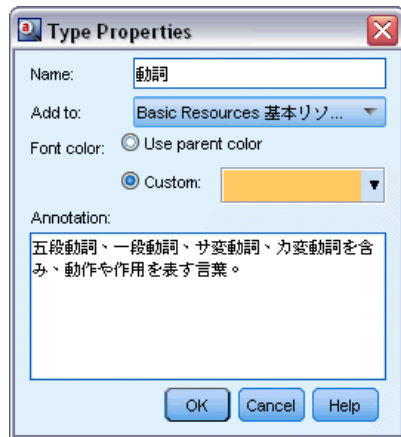 Type Properties
Name: 動詞
Add to: Basic Resources 基本リソ...
Font color: Use parent color
Custom:
Annotation:
五段動詞、一段動詞、サ変動詞、カ変動詞を含
み、動作や作用を表す言葉。
OK Cancel Help